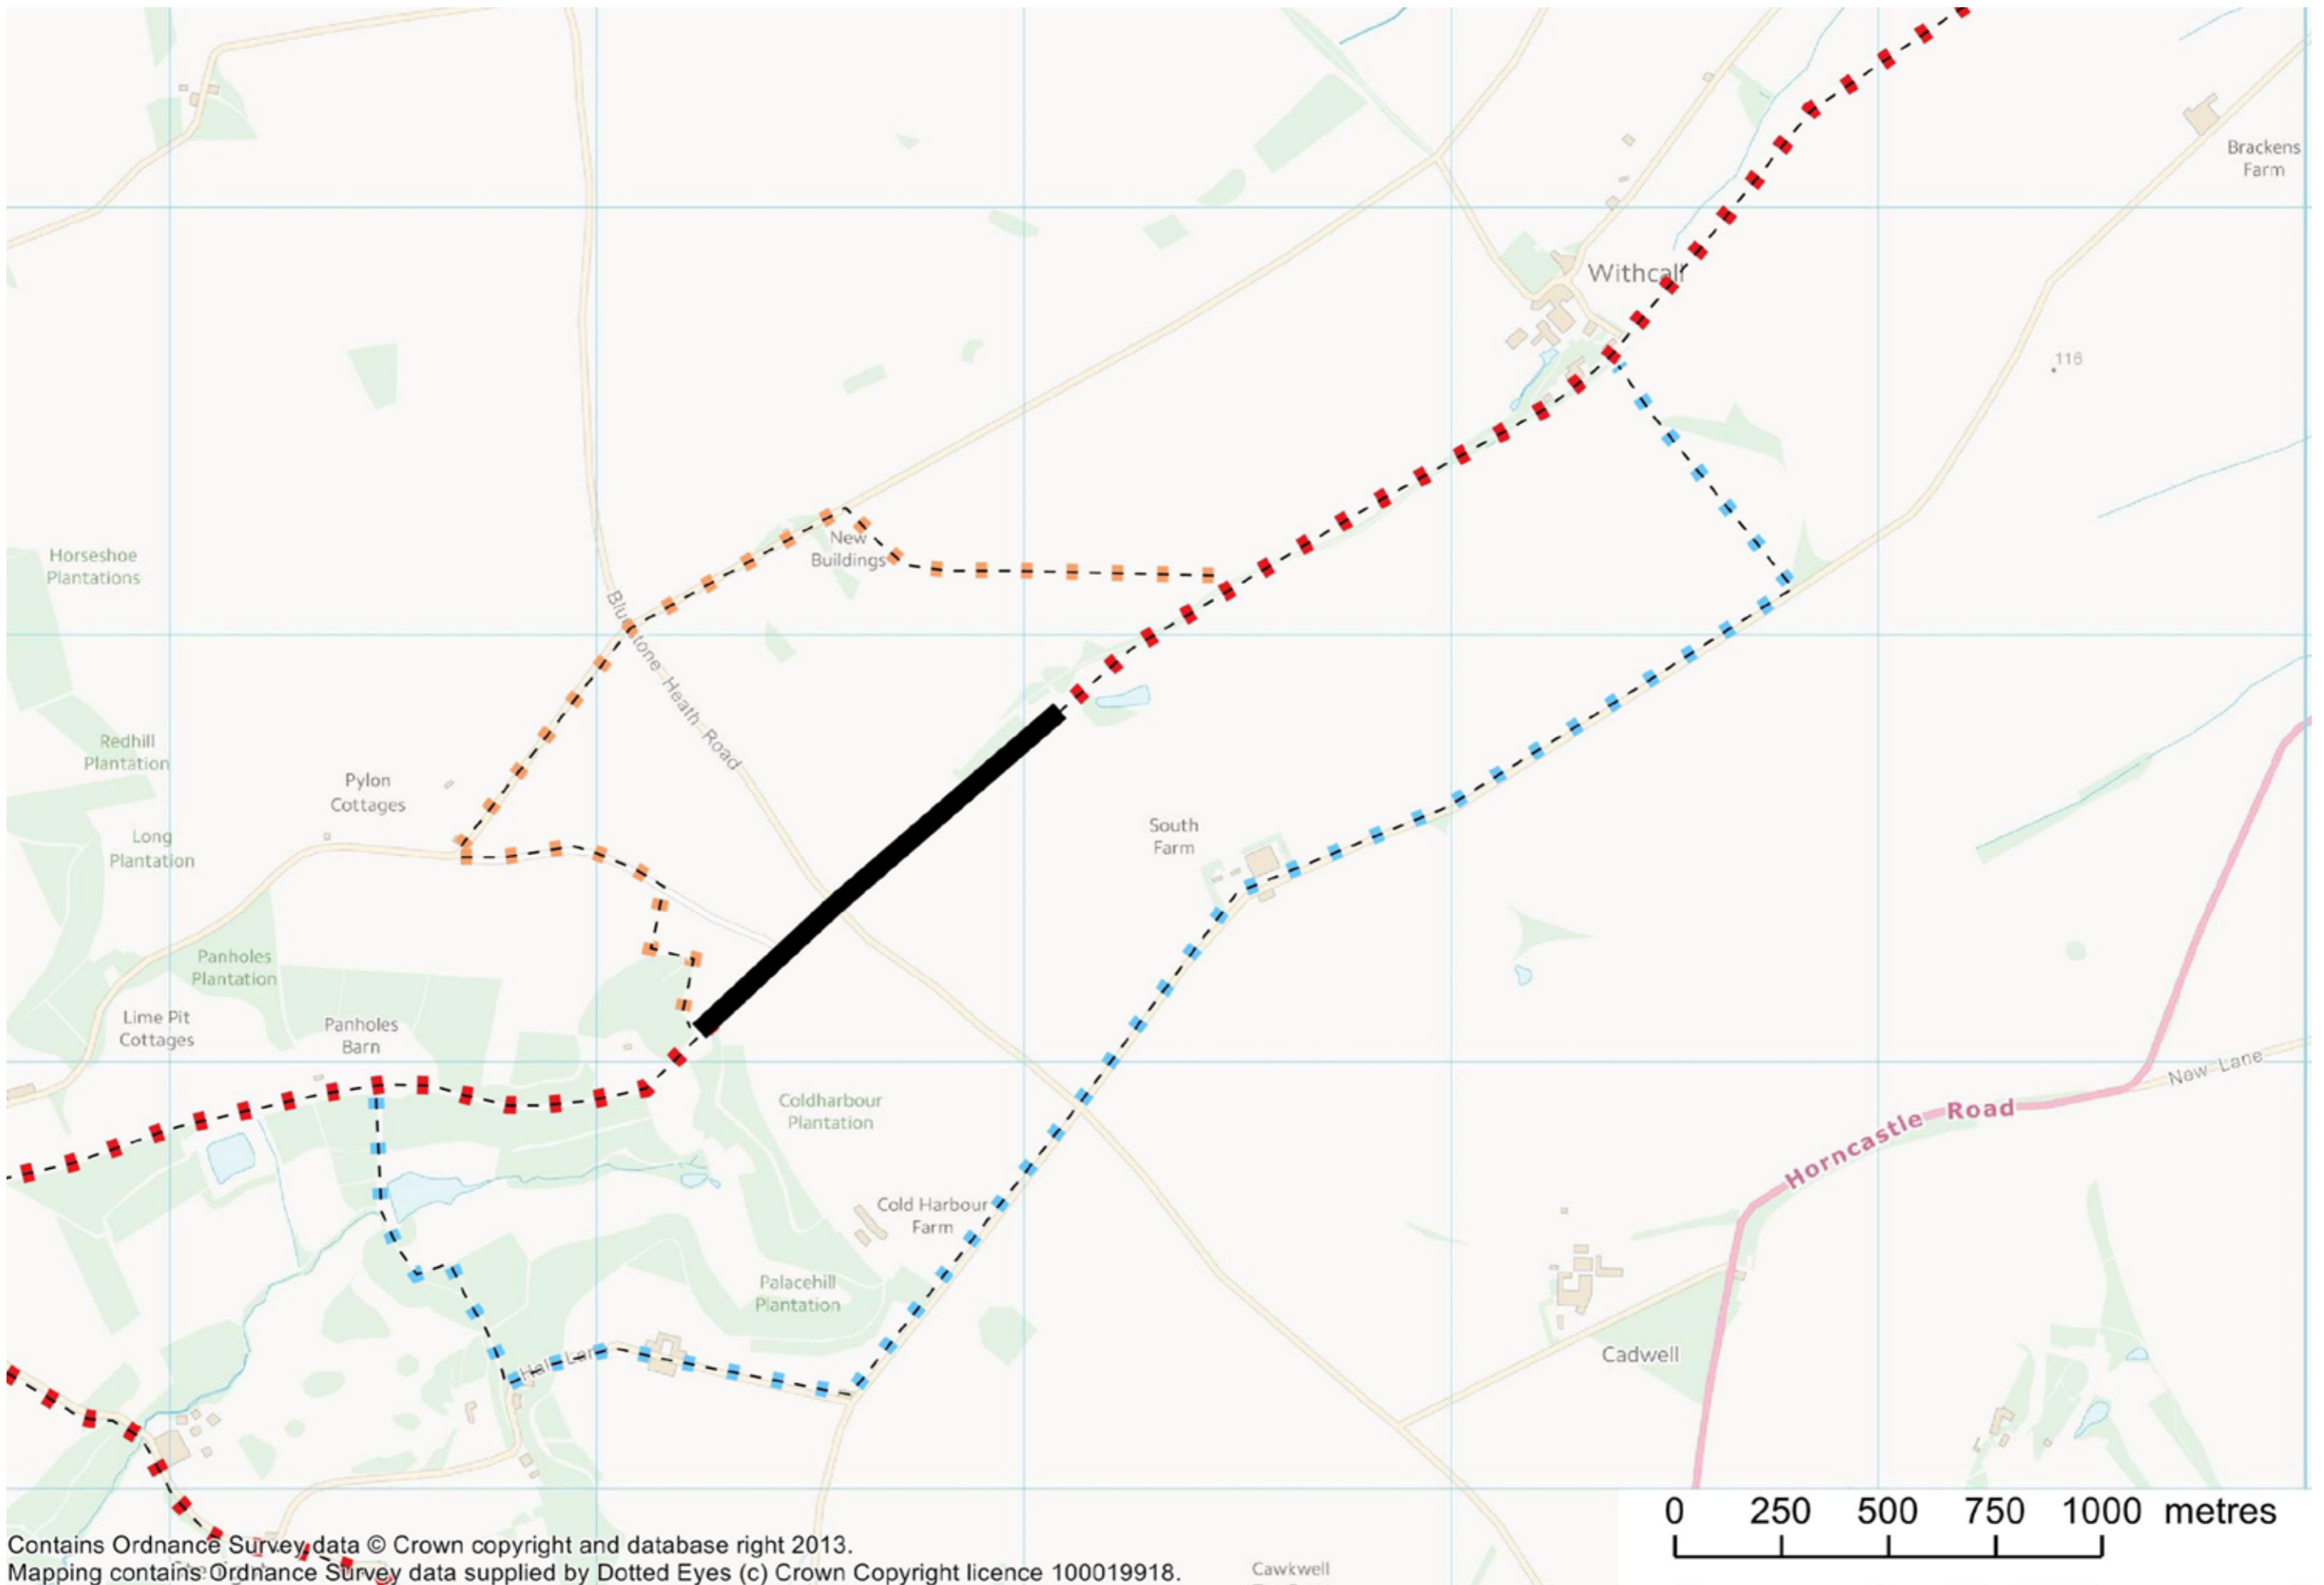 Brackens
Farm
Withcall
116
New
Buildings
Horseshoe
Plantations
Bluestone Heath Road
Redhill
Plantation
Pylon
Cottages
Long
Plantation
South
Farm
Panholes
Plantation
Lime Pit
Cottages
Panholes
Barn
New Lane
Coldharbour
Plantation
Horncastle Road
Cold Harbour
Farm
Palacehill
Plantation
Hall Lane
Cadwell
0 250 500 750 1000 metres
Contains Ordnance Survey data © Crown copyright and database right 2013.
Mapping contains Ordnance Survey data supplied by Dotted Eyes (c) Crown Copyright licence 100019918.
Cawkwell